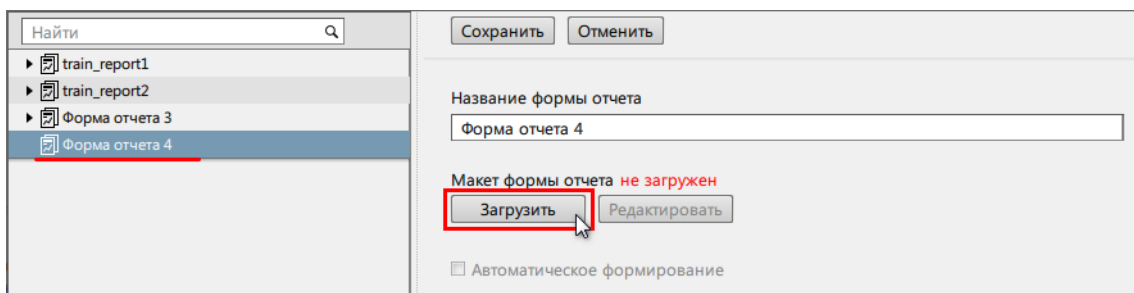 Найти
train_report1
train_report2
Форма отчета 3
Форма отчета 4
Сохранить Отменить
Название формы отчета
Форма отчета 4
Макет формы отчета не загружен
Загрузить Редактировать
Автоматическое формирование